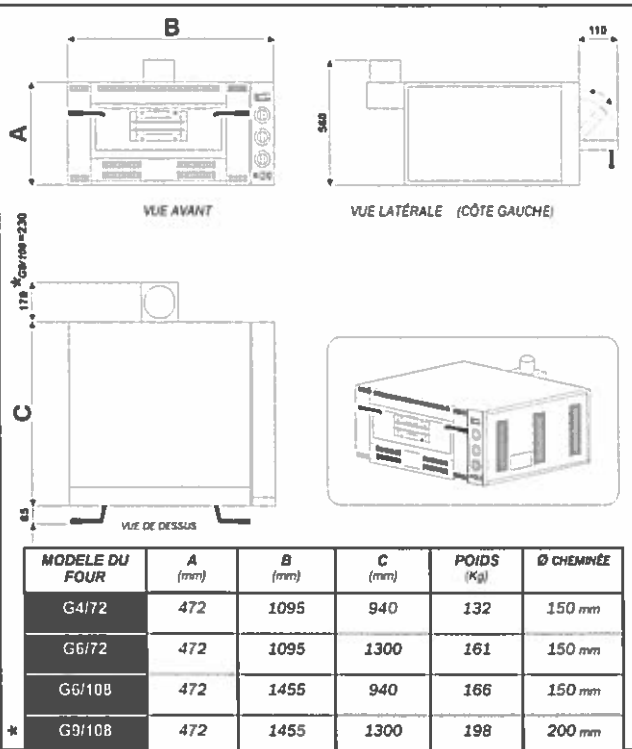 B
A
VUE AVANT
110
560
VUE LATÉRALE (CÔTE GAUCHE)
170 *G9/108=230
C
65
VUE DE DESSUS
MODELE DU FOUR A (mm) B (mm) C (mm) POIDS (Kg) Ø CHEMINÉE
G4/72 472 1095 940 132 150 mm
G6/72 472 1095 1300 161 150 mm
G6/108 472 1455 940 166 150 mm
* G9/108 472 1455 1300 198 200 mm